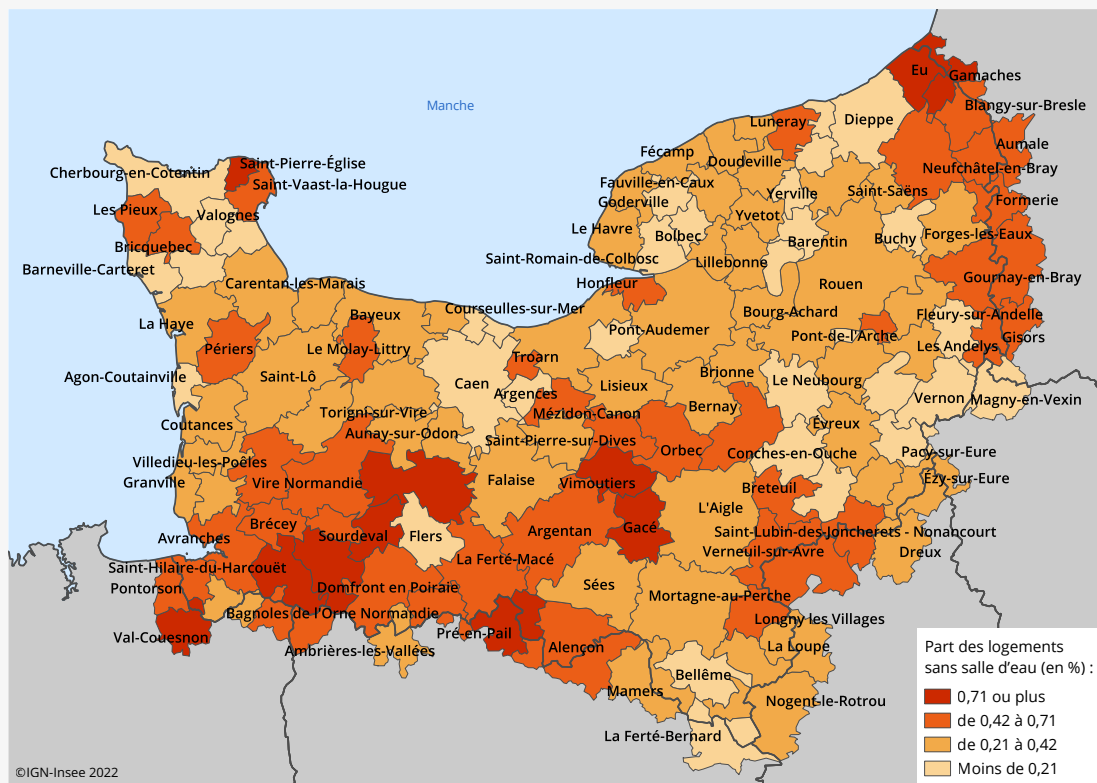 Eu
Gamaches
Manche
Blangy-sur-Bresle
Luneray
Dieppe
Aumale
Fécamp
Doudeville
Neufchâtel-en-Bray
Saint-Pierre-Église
Cherbourg-en-Cotentin
Saint-Vaast-la-Hougue
Fauville-en-Caux
Yerville
Saint-Saëns
Goderville
Formerie
Les Pieux
Valognes
Yvetot
Le Havre
Bolbec
Barentin
Buchy
Forges-les-Eaux
Bricquebec
Saint-Romain-de-Colbosc
Lillebonne
Barneville-Carteret
Gournay-en-Bray
Carentan-les-Marais
Honfleur
Rouen
Courseulles-sur-Mer
Bourg-Achard
Bayeux
Fleury-sur-Andelle
La Haye
Pont-Audemer
Pont-de-l'Arche
Gisors
Périers
Le Molay-Littry
Troarn
Les Andelys
Agon-Coutainville
Saint-Lô
Caen
Lisieux
Brionne
Le Neubourg
Argences
Vernon
Magny-en-Vexin
Bernay
Torigni-sur-Vire
Mézidon-Canon
Coutances
Aunay-sur-Odon
Évreux
Saint-Pierre-sur-Dives
Orbec
Conches-en-Ouche
Pacy-sur-Eure
Villedieu-les-Poêles
Granville
Vire Normandie
Falaise
Vimoutiers
Breteuil
Ézy-sur-Eure
L'Aigle
Brécey
Sourdeval
Flers
Argentan
Gacé
Saint-Lubin-des-Joncherets - Nonancourt
Avranches
Verneuil-sur-Avre
Dreux
La Ferté-Macé
Saint-Hilaire-du-Harcouët
Pontorson
Domfront en Poiraie
Sées
Mortagne-au-Perche
Bagnoles de l'Orne Normandie
Longny les Villages
Val-Couesnon
Pré-en-Pail
Ambrières-les-Vallées
Alençon
La Loupe
Bellême
Mamers
Nogent-le-Rotrou
La Ferté-Bernard
Part des logements
sans salle d'eau (en %) :
0,71 ou plus
de 0,42 à 0,71
de 0,21 à 0,42
Moins de 0,21
©IGN-Insee 2022